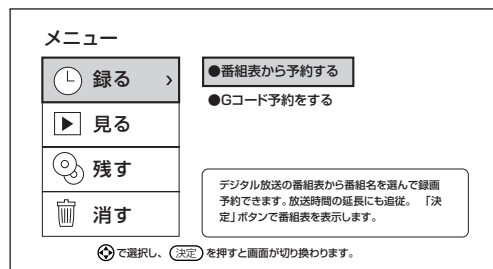 メニュー
録る
●番組表から予約する
●Gコード予約をする
見る
残す
消す
デジタル放送の番組表から番組名を選んで録画
予約できます。放送時間の延長にも追従。 「決
定」ボタンで番組表を表示します。
で選択し、 決定 を押すと画面が切り換わります。